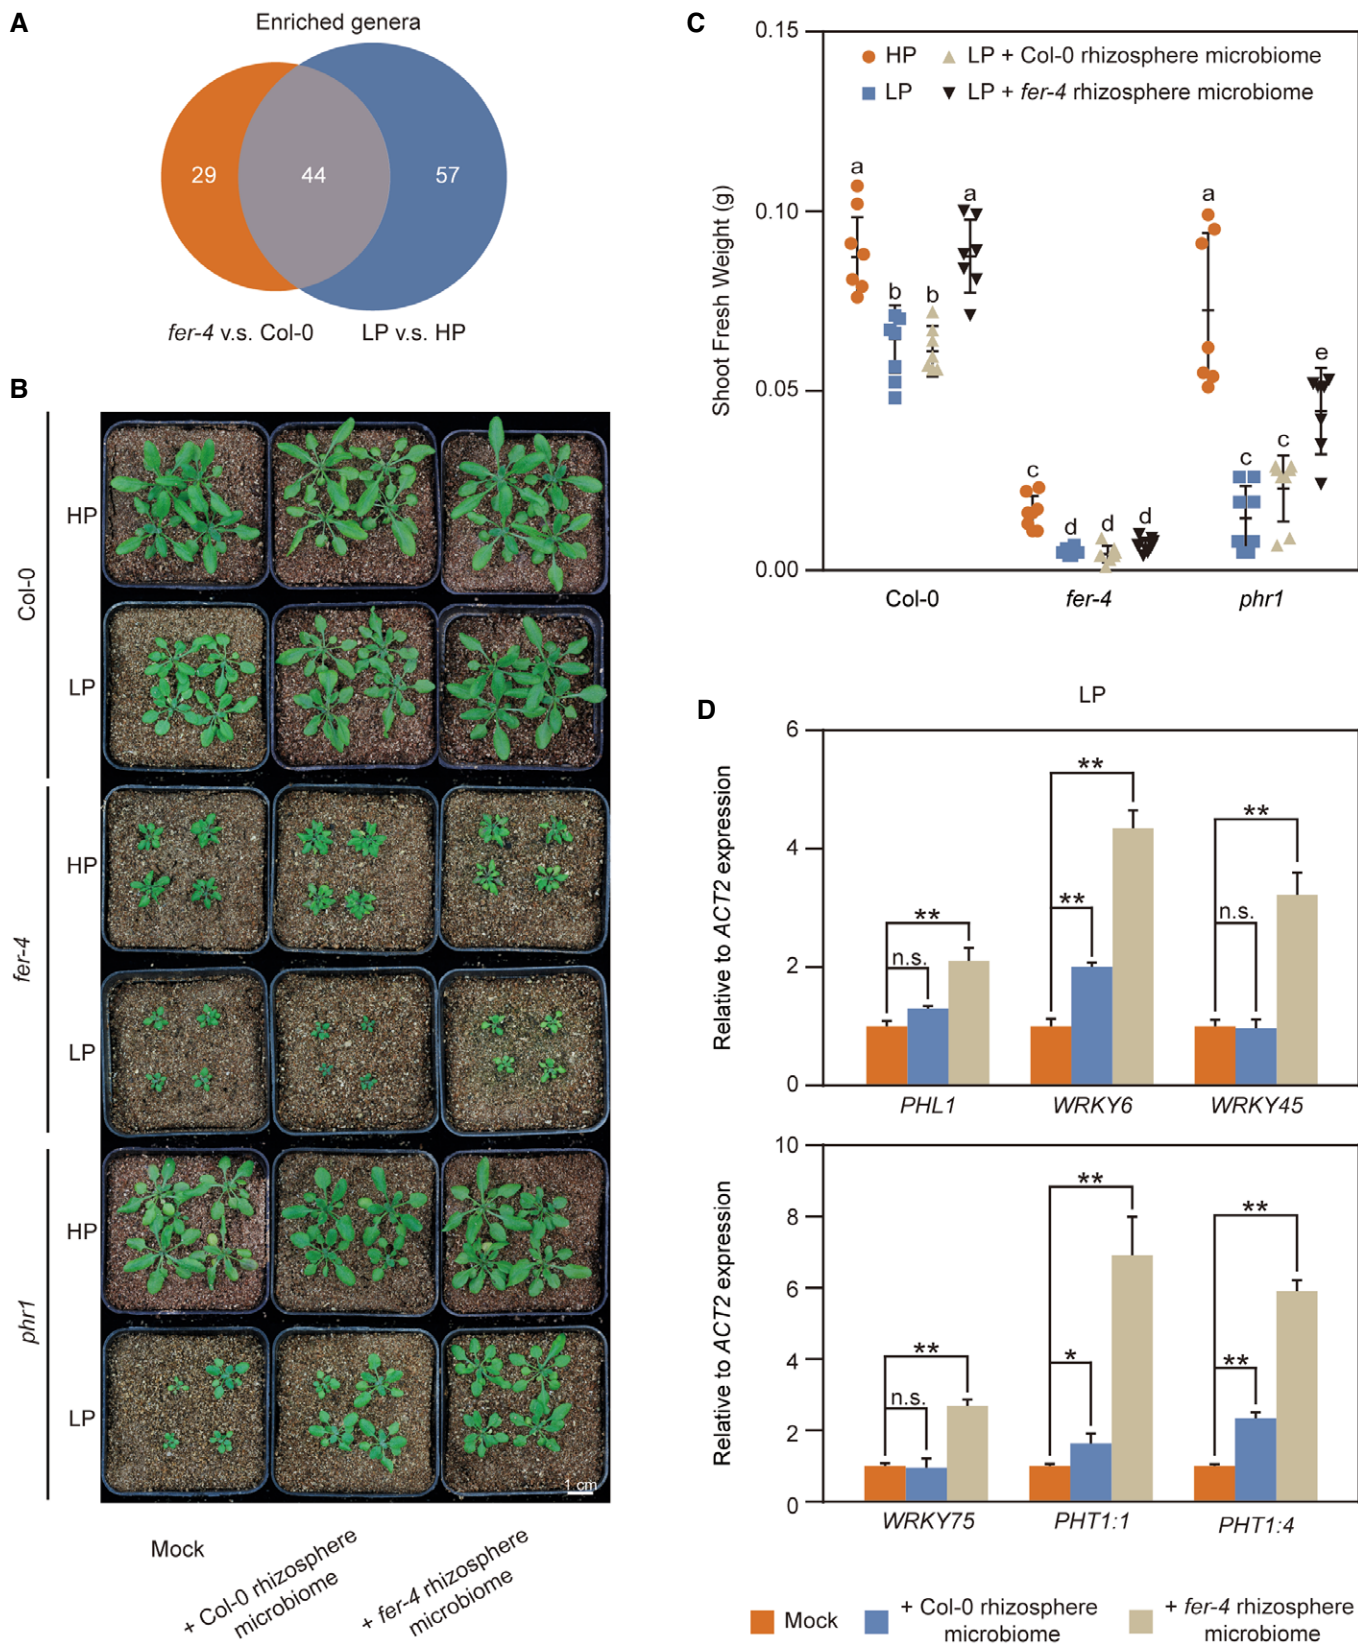 A
Enriched genera
29
44
57
fer-4 v.s. Col-0
LP v.s. HP
B
Col-0
HP
LP
fer-4
HP
LP
phr1
HP
LP
1 cm
Mock
+ Col-0 rhizosphere
microbiome
+ fer-4 rhizosphere
microbiome
C
Shoot Fresh Weight (g)
0.15
0.10
0.05
0.00
HP
LP + Col-0 rhizosphere microbiome
LP
LP + fer-4 rhizosphere microbiome
a
b
b
a
c
d
d
d
a
c
c
e
Col-0
fer-4
phr1
D
LP
Relative to ACT2 expression
6
4
2
0
n.s.
**
**
**
n.s.
**
PHL1
WRKY6
WRKY45
Relative to ACT2 expression
10
8
6
4
2
0
n.s.
**
*
**
**
**
WRKY75
PHT1:1
PHT1:4
Mock
+ Col-0 rhizosphere
microbiome
+ fer-4 rhizosphere
microbiome